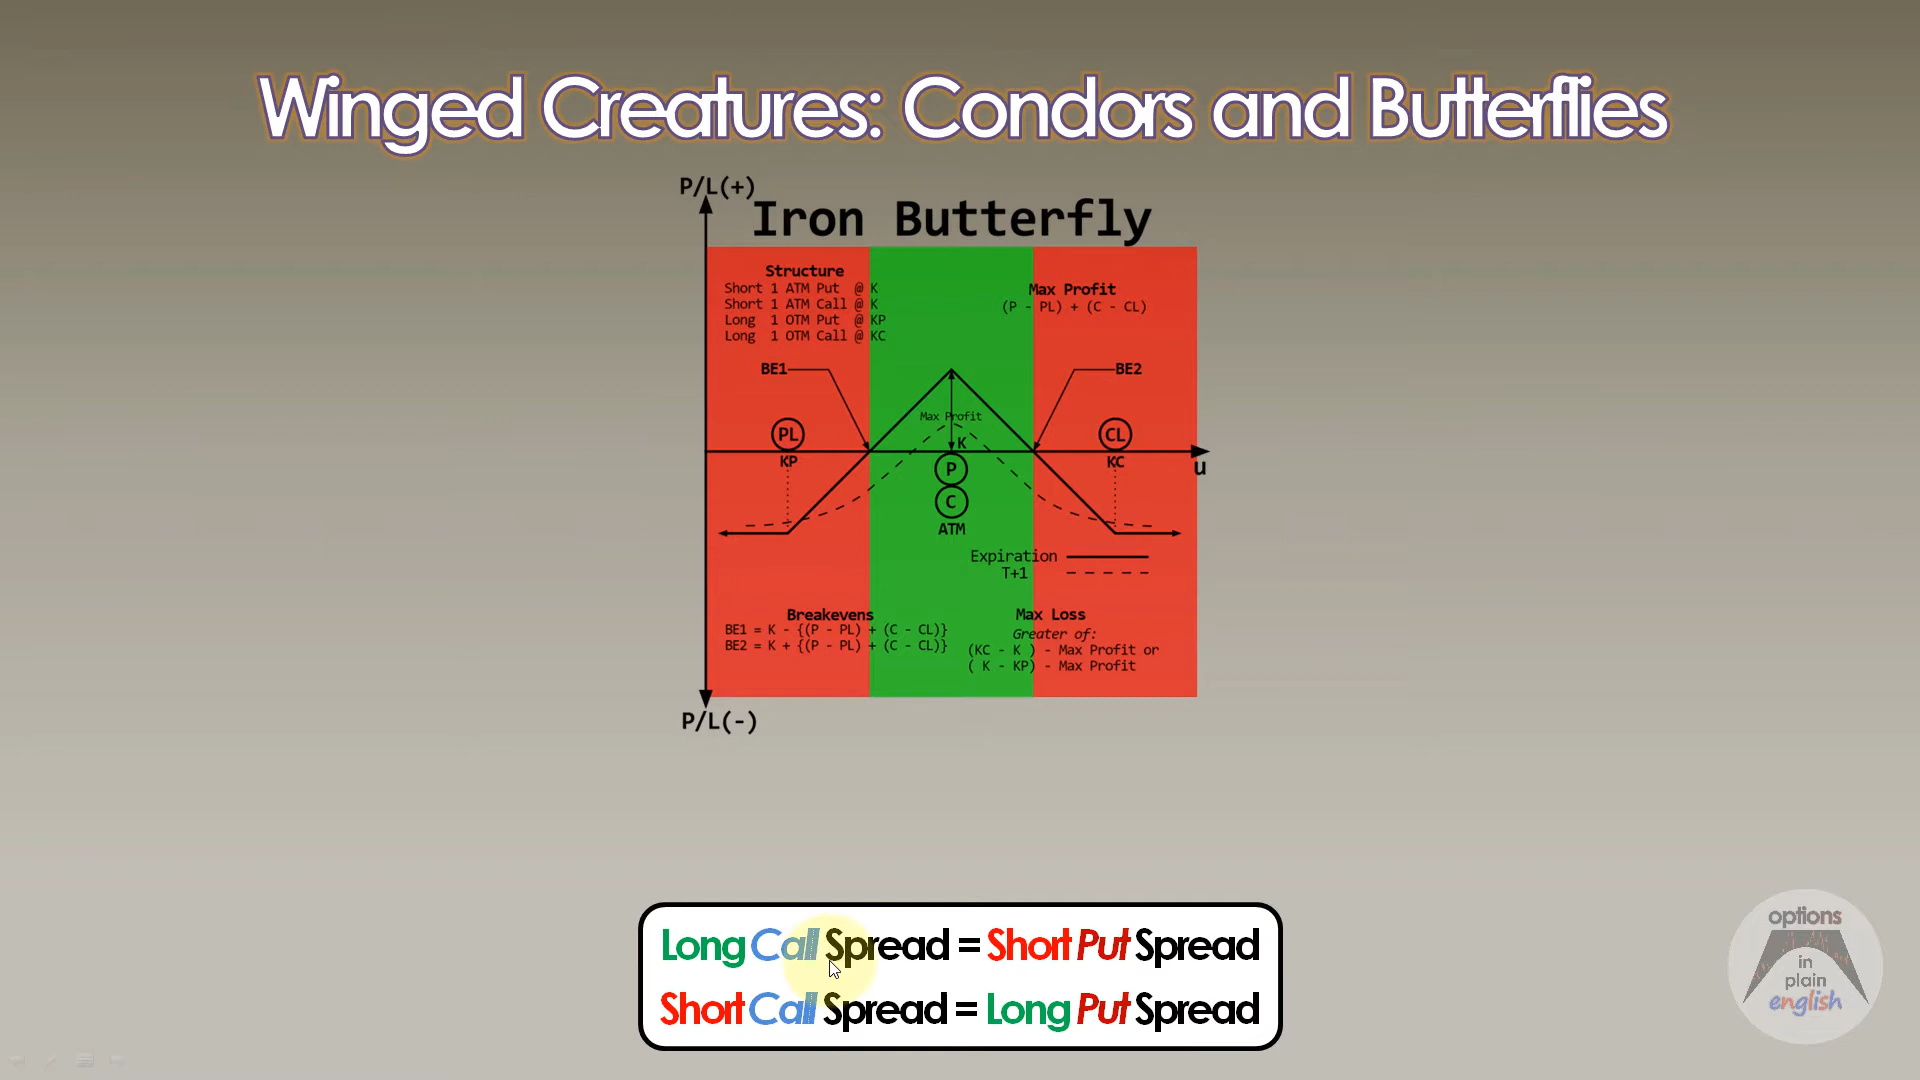 Winged Creatures: Condors and Butterflies
P/L(+)
Iron Butterfly
Structure
Short 1 ATM Put @ K
Short 1 ATM Call @ K
Long 1 OTM Put @ KP
Long 1 OTM Call @ KC
Max Profit
(P - PL) + (C - CL)
BE1
BE2
Max Profit
PL
CL
K
KP
KC
u
P
C
ATM
Expiration
T+1
Breakevens
BE1 = K - {(P - PL) + (C - CL)}
BE2 = K + {(P - PL) + (C - CL)}
Max Loss
Greater of:
(KC - K ) - Max Profit or
( K - KP) - Max Profit
P/L(-)
Long Call Spread = Short Put Spread
Short Call Spread = Long Put Spread
options
in
plain
english